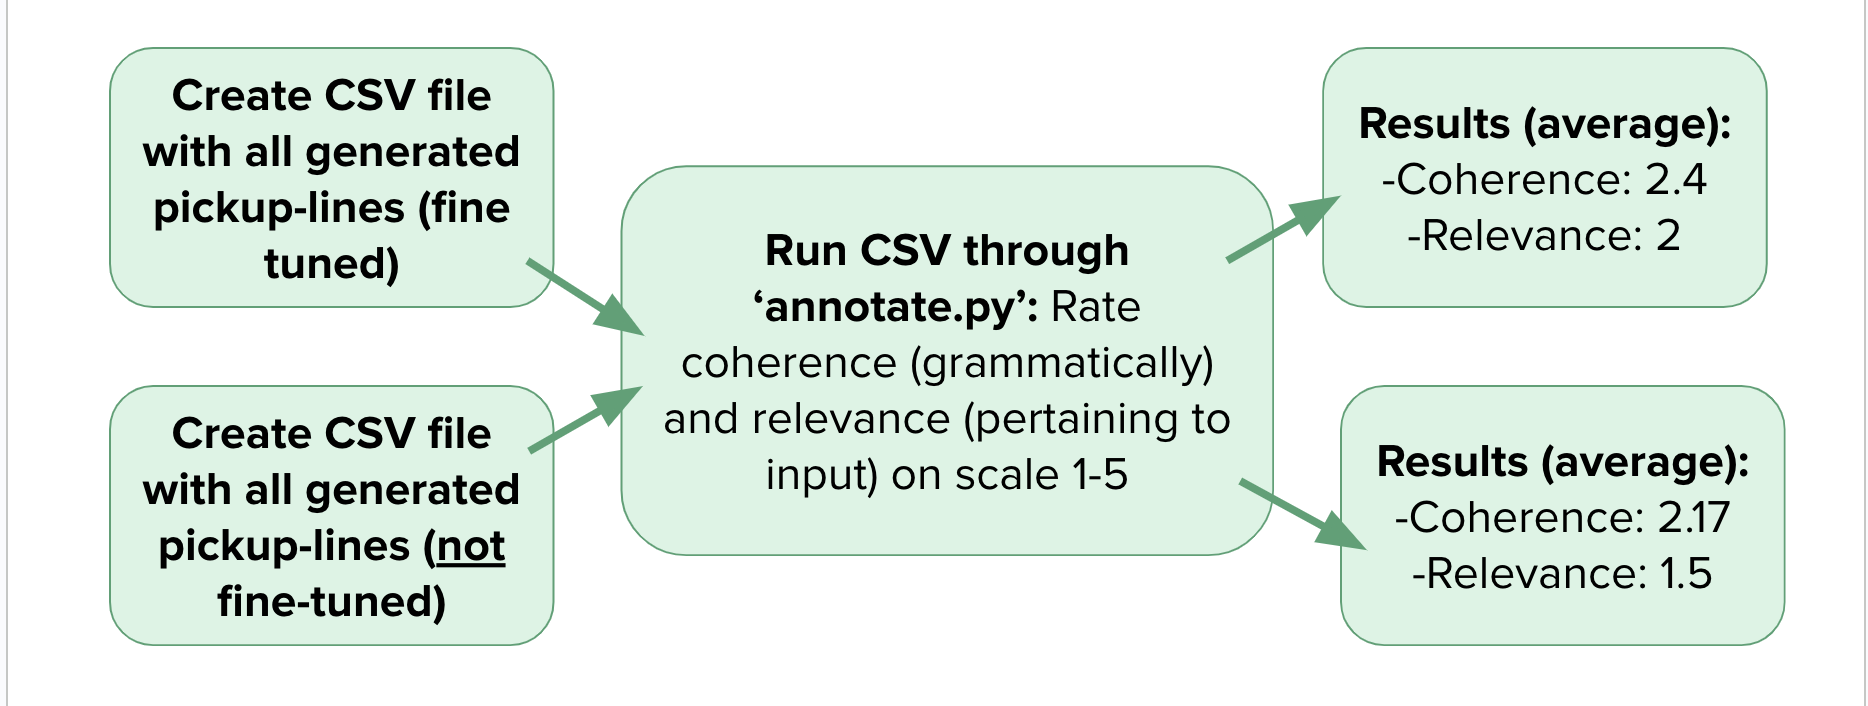 Create CSV file
with all generated
pickup-lines (fine
tuned)
Create CSV file
with all generated
pickup-lines (not
fine-tuned)
Run CSV through
‘annotate.py’: Rate
coherence (grammatically)
and relevance (pertaining to
input) on scale 1-5
Results (average):
-Coherence: 2.4
-Relevance: 2
Results (average):
-Coherence: 2.17
-Relevance: 1.5